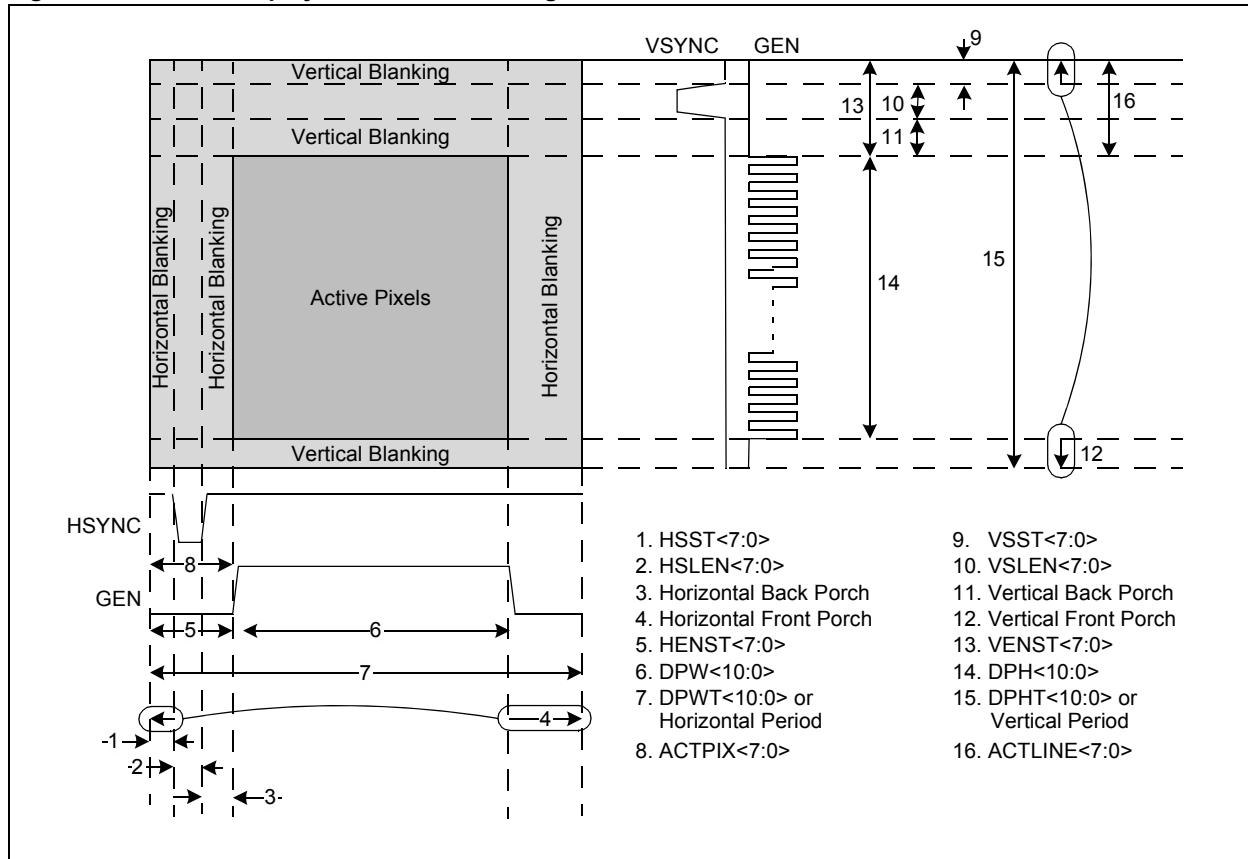 VSYNC GEN
9
Vertical Blanking
13 10 16
11
Vertical Blanking
Horizontal Blanking
Horizontal Blanking
Active Pixels
Horizontal Blanking
14
15
Vertical Blanking
12
HSYNC
8
GEN
5 6
7
4
1
2
3
1. HSST<7:0>
2. HSLEN<7:0>
3. Horizontal Back Porch
4. Horizontal Front Porch
5. HENST<7:0>
6. DPW<10:0>
7. DPWT<10:0> or
Horizontal Period
8. ACTPIX<7:0>
9. VSST<7:0>
10. VSLEN<7:0>
11. Vertical Back Porch
12. Vertical Front Porch
13. VENST<7:0>
14. DPH<10:0>
15. DPHT<10:0> or
Vertical Period
16. ACTLINE<7:0>